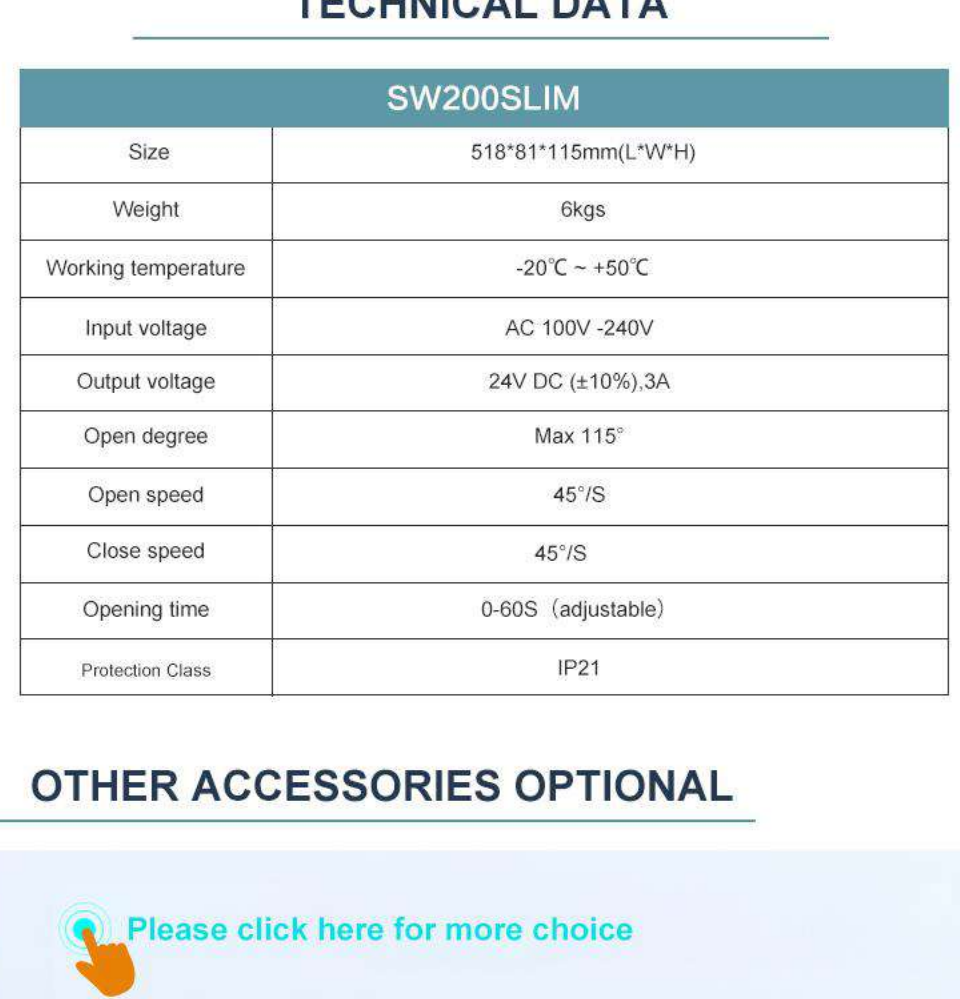 TECHNICAL DATA
SW200SLIM
Size 518*81*115mm(L*W*H)
Weight 6kgs
Working temperature -20℃ ~ +50℃
Input voltage AC 100V -240V
Output voltage 24V DC (±10%),3A
Open degree Max 115°
Open speed 45°/S
Close speed 45°/S
Opening time 0-60S（adjustable）
Protection Class IP21
OTHER ACCESSORIES OPTIONAL
Please click here for more choice